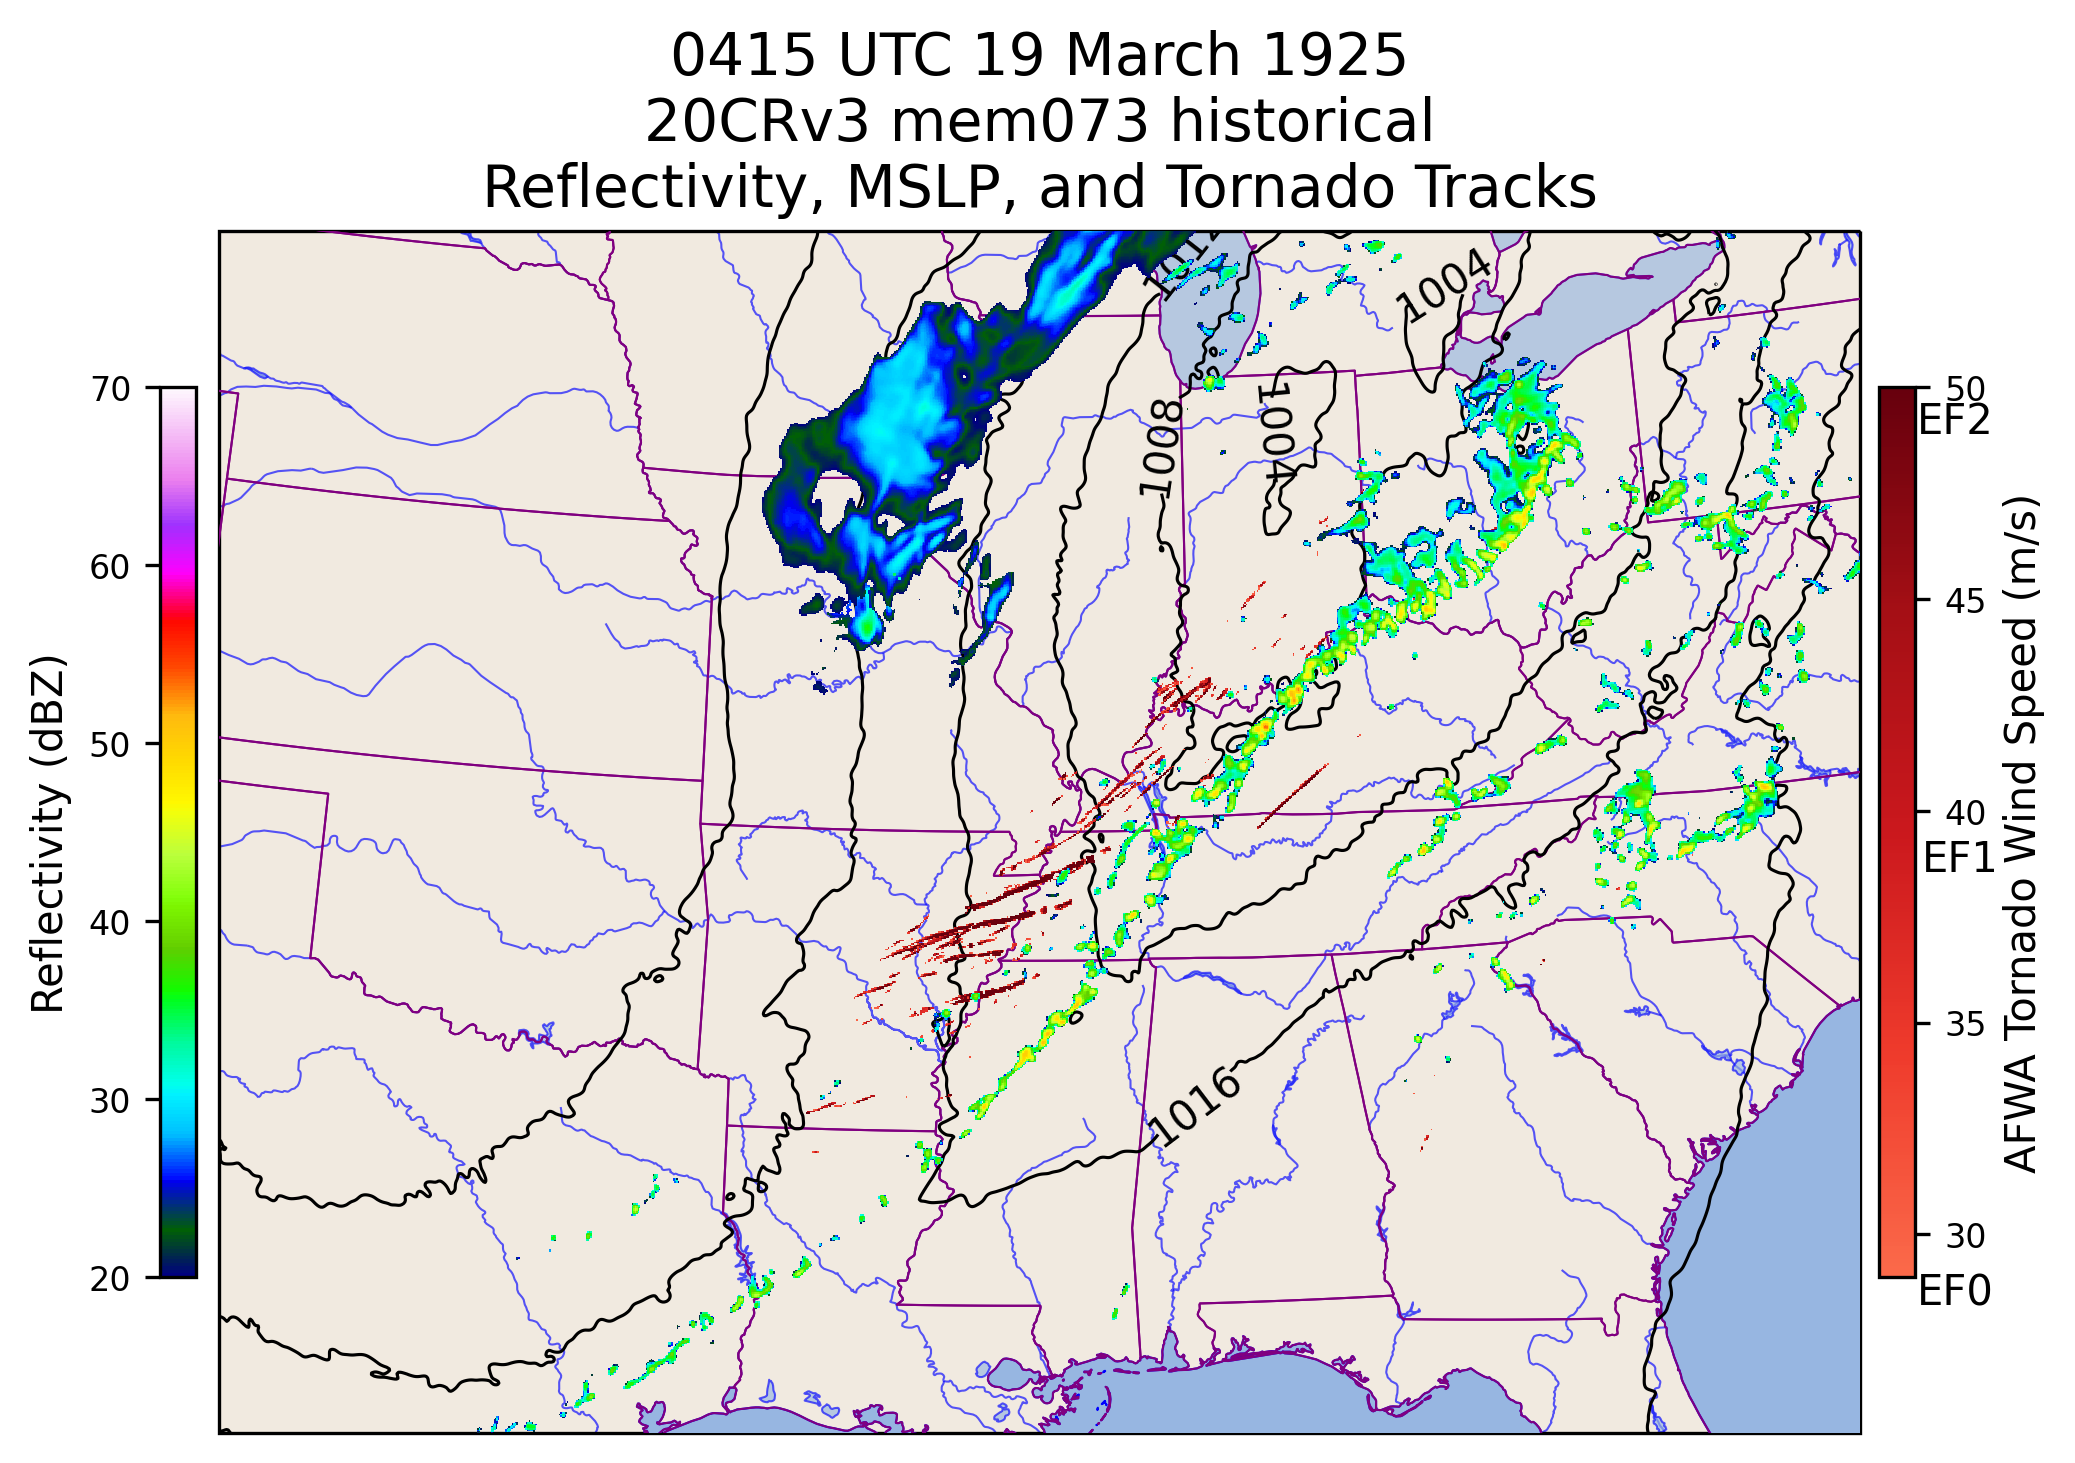 0415 UTC 19 March 1925
20CRv3 mem073 historical
Reflectivity, MSLP, and Tornado Tracks
Reflectivity (dBZ)
70
60
50
40
30
20
1012
1004
1008
1004
1016
50
EF2
45
40
EF1
35
30
EF0
AFWA Tornado Wind Speed (m/s)